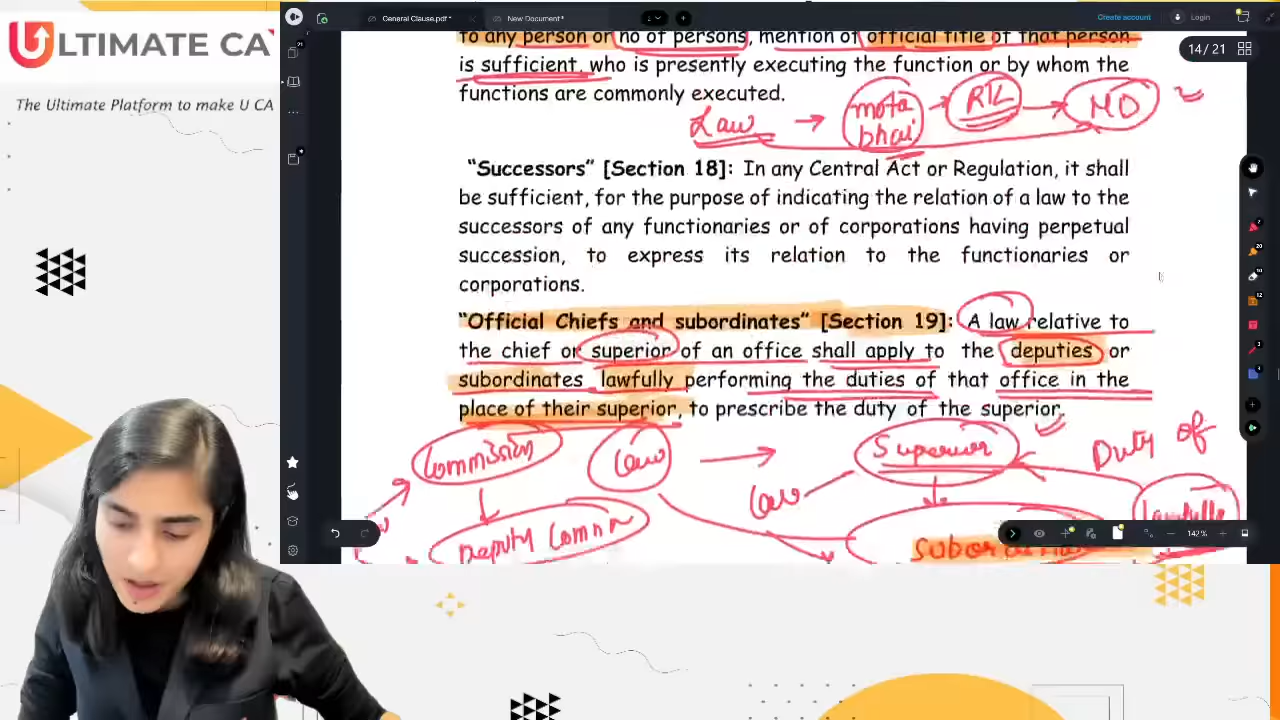 ULTIMATE CA
The Ultimate Platform to make U CA
General Clause.pdf*
New Document*
Create account
Login
14 / 21
to any person or no of persons, mention of official title of that person
is sufficient, who is presently executing the function or by whom the
functions are commonly executed.
Law → mota bhai → RIL → MD
"Successors" [Section 18]: In any Central Act or Regulation, it shall
be sufficient, for the purpose of indicating the relation of a law to the
successors of any functionaries or of corporations having perpetual
succession, to express its relation to the functionaries or
corporations.
"Official Chiefs and subordinates" [Section 19]: A law relative to
the chief or superior of an office shall apply to the deputies or
subordinates lawfully performing the duties of that office in the
place of their superior, to prescribe the duty of the superior.
Law → Superior
Duty of
Law
Deputy Commn
142%